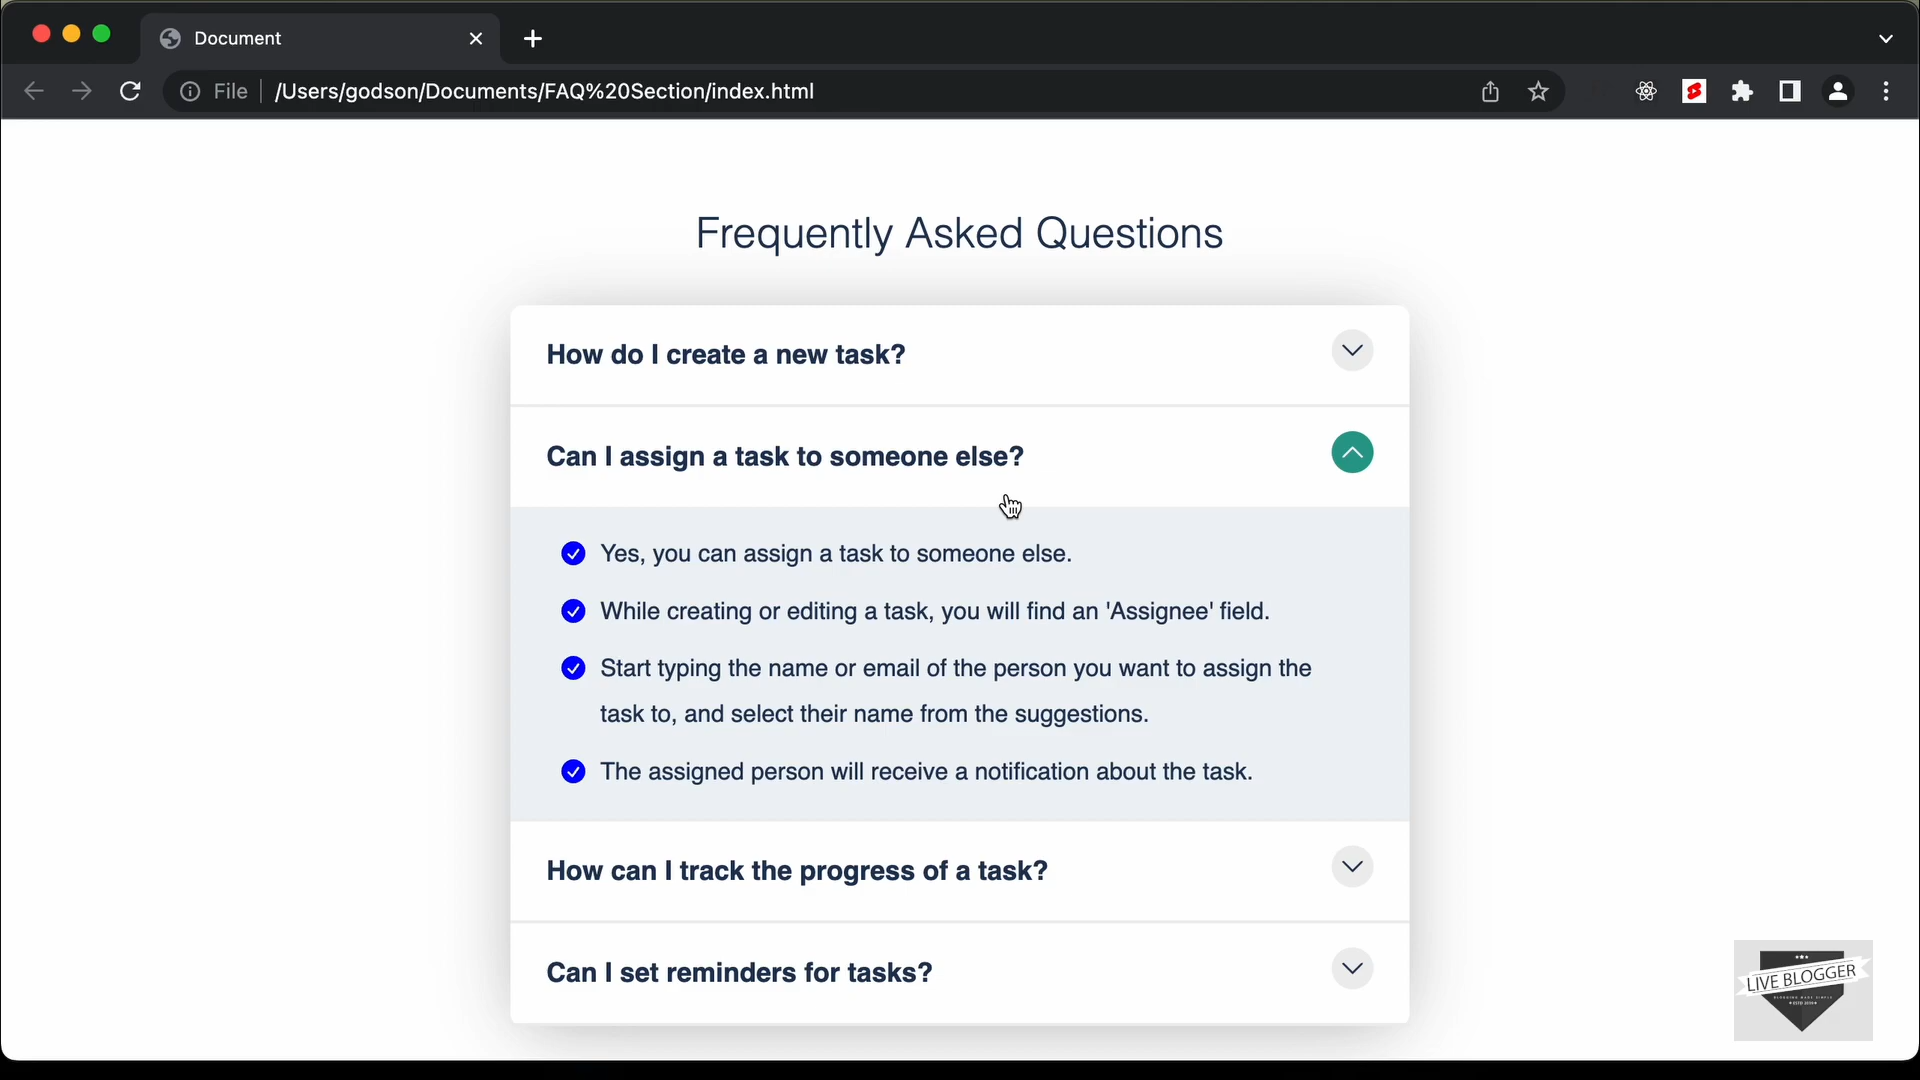 Document
File
/Users/godson/Documents/FAQ%20Section/index.html
Frequently Asked Questions
How do I create a new task?
Can I assign a task to someone else?
Yes, you can assign a task to someone else.
While creating or editing a task, you will find an 'Assignee' field.
Start typing the name or email of the person you want to assign the
task to, and select their name from the suggestions.
The assigned person will receive a notification about the task.
How can I track the progress of a task?
Can I set reminders for tasks?
LIVE BLOGGER
BLOGGING MADE SIMPLE